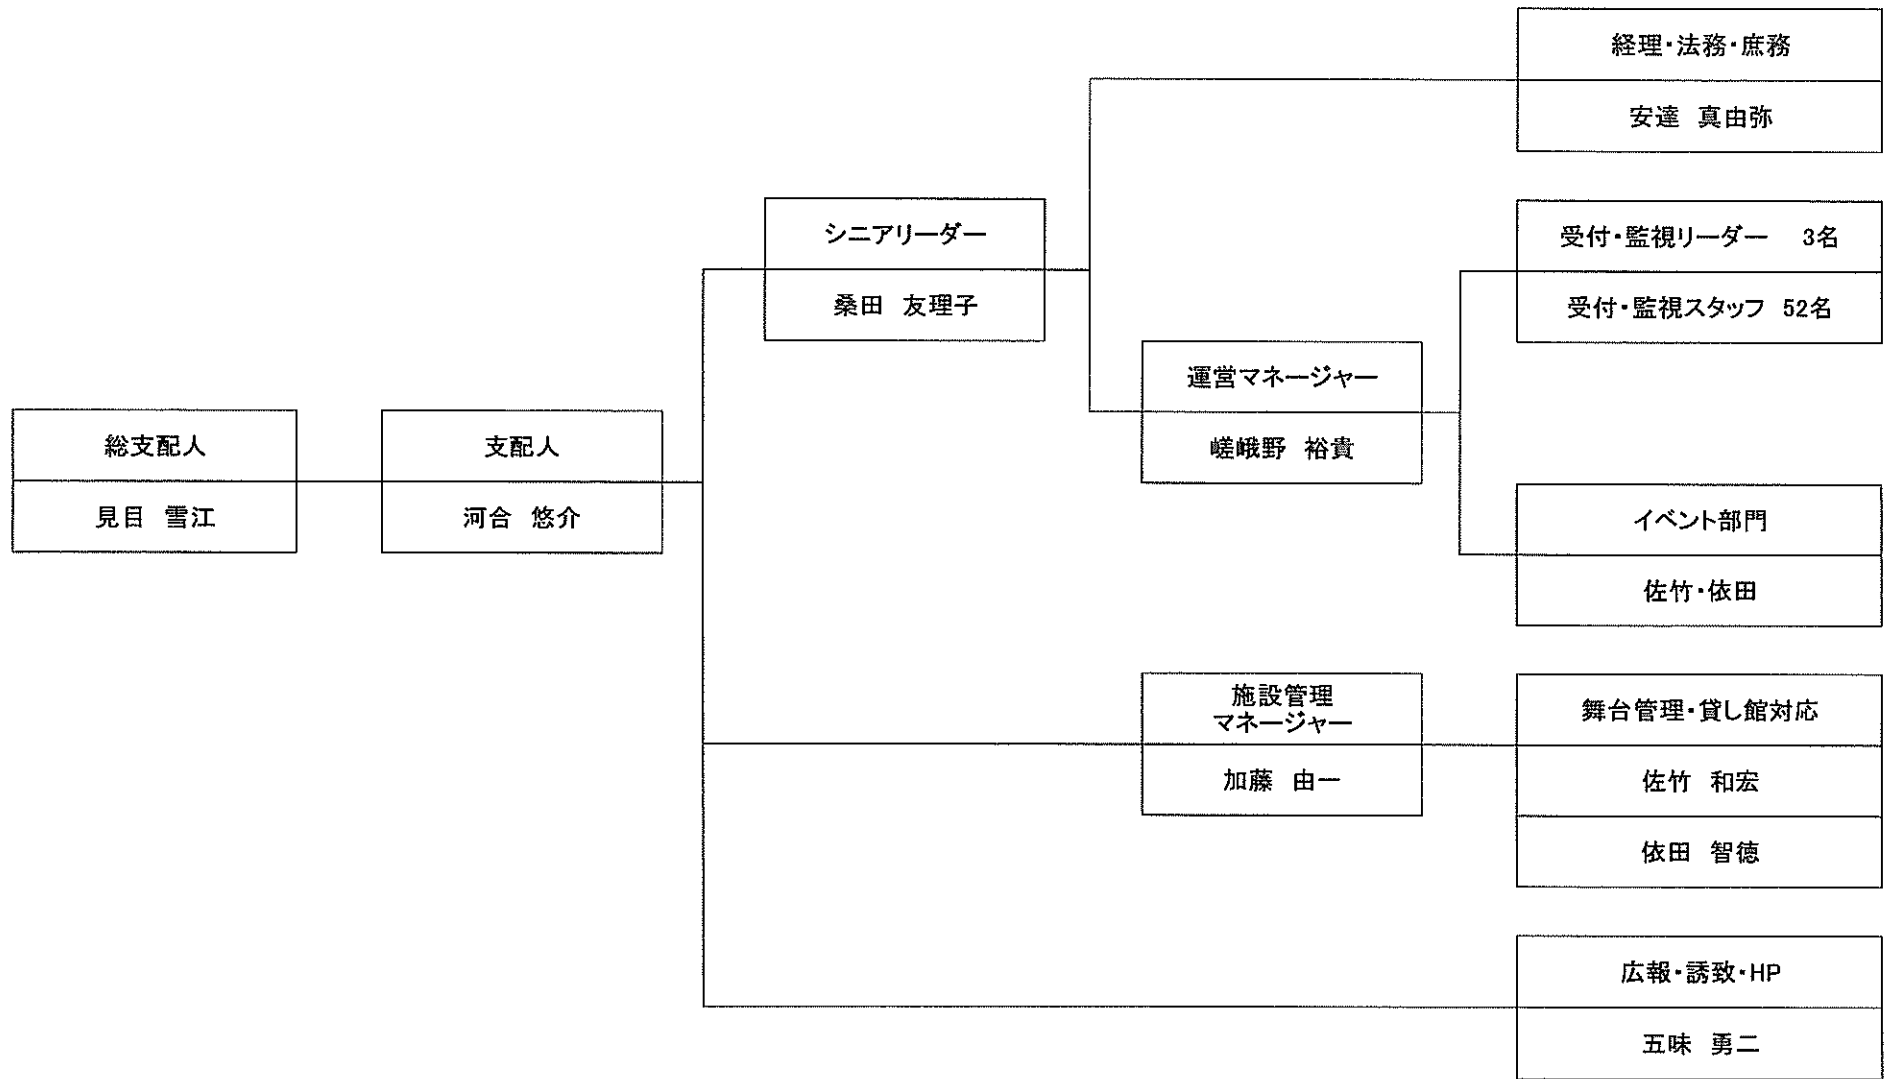 経理・法務・庶務
安達 真由弥
シニアリーダー
桑田 友理子
受付・監視リーダー 3名
受付・監視スタッフ 52名
運営マネージャー
嵯峨野 裕貴
総支配人
見目 雪江
支配人
河合 悠介
イベント部門
佐竹・依田
施設管理
マネージャー
加藤 由一
舞台管理・貸し館対応
佐竹 和宏
依田 智徳
広報・誘致・HP
五味 勇二